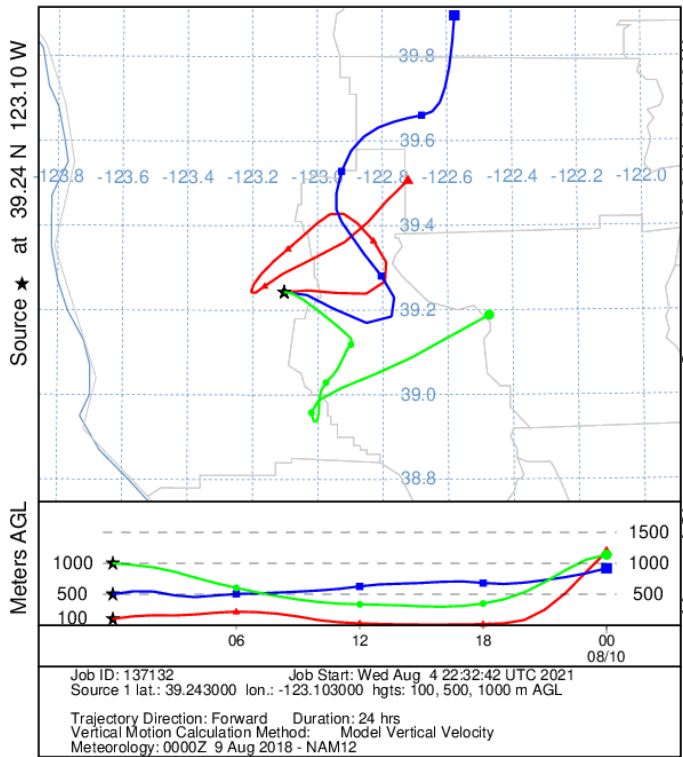 Source ★ at 39.24 N 123.10 W
39.8
39.6
-123.8 -123.6 -123.4 -123.2 -123.0 -122.8 -122.6 -122.4 -122.2 -122.0
39.4
39.2
39.0
38.8
Meters AGL
1500
1000 1000
500 500
100
06 12 18 00
08/10
Job ID: 137132 Job Start: Wed Aug 4 22:32:42 UTC 2021
Source 1 lat.: 39.243000 lon.: -123.103000 hgts: 100, 500, 1000 m AGL
Trajectory Direction: Forward Duration: 24 hrs
Vertical Motion Calculation Method: Model Vertical Velocity
Meteorology: 0000Z 9 Aug 2018 - NAM12